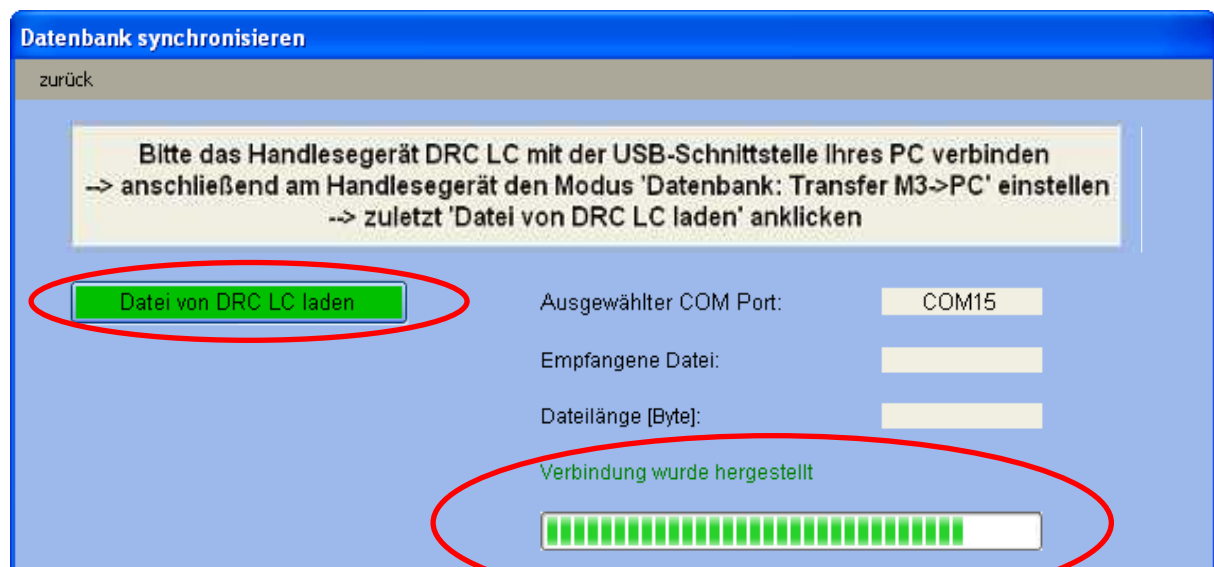 Datenbank synchronisieren
zurück
Bitte das Handlesegerät DRC LC mit der USB-Schnittstelle Ihres PC verbinden
--> anschließend am Handlesegerät den Modus 'Datenbank: Transfer M3->PC' einstellen
--> zuletzt 'Datei von DRC LC laden' anklicken
Datei von DRC LC laden
Ausgewählter COM Port: COM15
Empfangene Datei:
Dateilänge [Byte]:
Verbindung wurde hergestellt